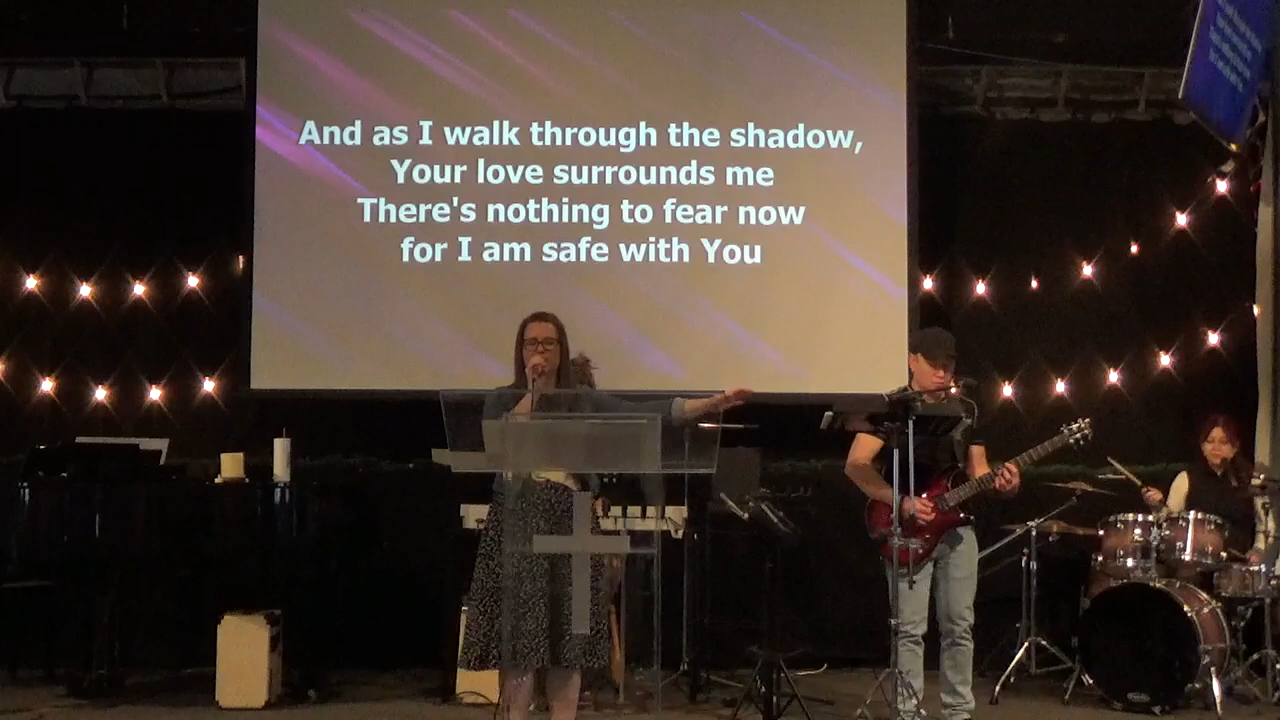 And as I walk through the shadow,
Your love surrounds me
There's nothing to fear now
for I am safe with You